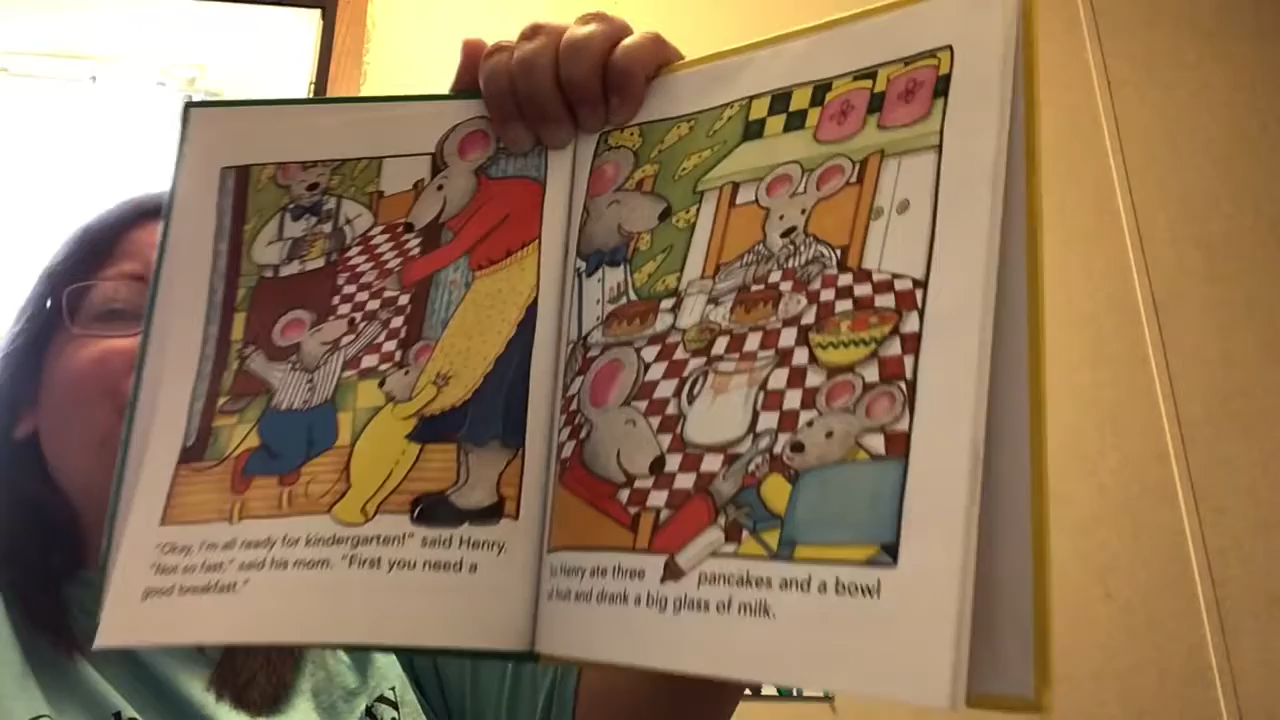 "Okay, I'm all ready for kindergarten!" said Henry.
"Not so fast," said his mom. "First you need a
good breakfast."
So Henry ate three pancakes and a bowl
of fruit and drank a big glass of milk.